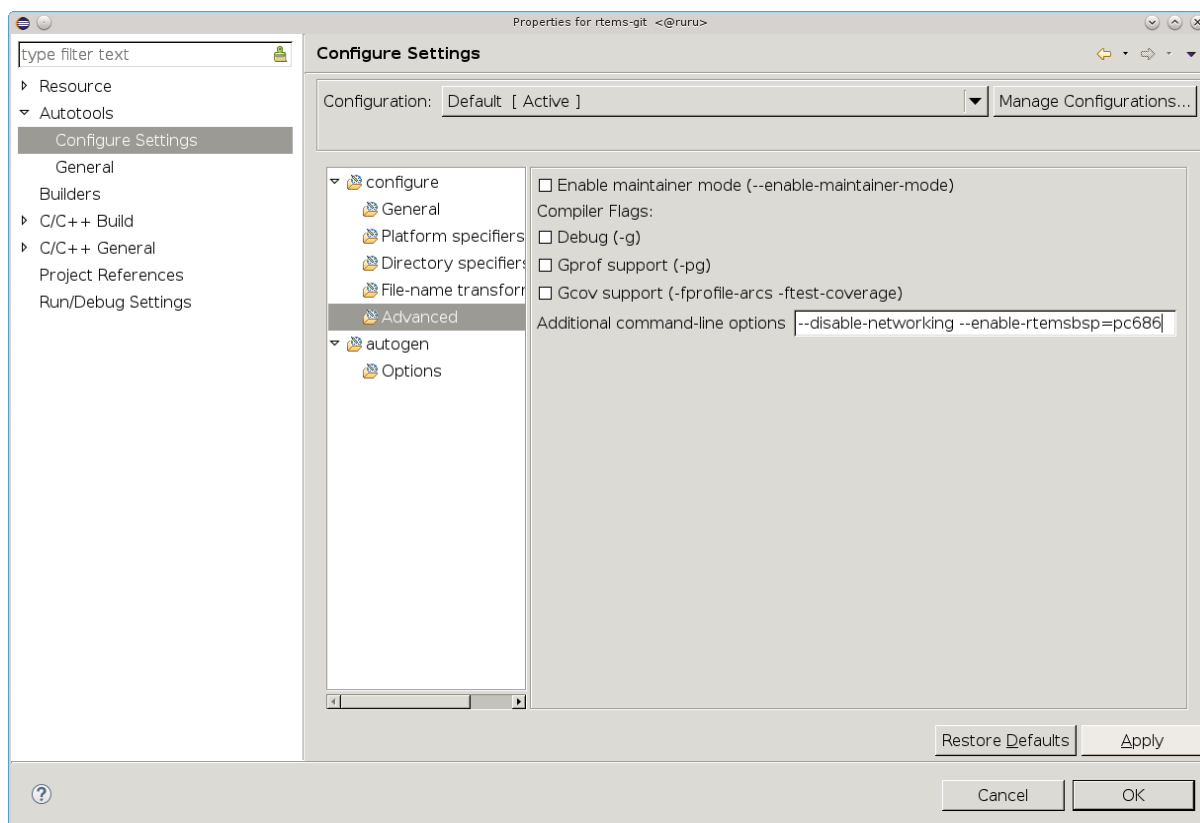 Properties for rtems-git <@ruru>
type filter text
Resource
Autotools
Configure Settings
General
Builders
C/C++ Build
C/C++ General
Project References
Run/Debug Settings
Configure Settings
Configuration: Default [ Active ] Manage Configurations...
configure
General
Platform specifiers
Directory specifiers
File-name transforr
Advanced
autogen
Options
Enable maintainer mode (--enable-maintainer-mode)
Compiler Flags:
Debug (-g)
Gprof support (-pg)
Gcov support (-fprofile-arcs -ftest-coverage)
Additional command-line options --disable-networking --enable-rtemsbsp=pc686
Restore Defaults Apply
Cancel OK